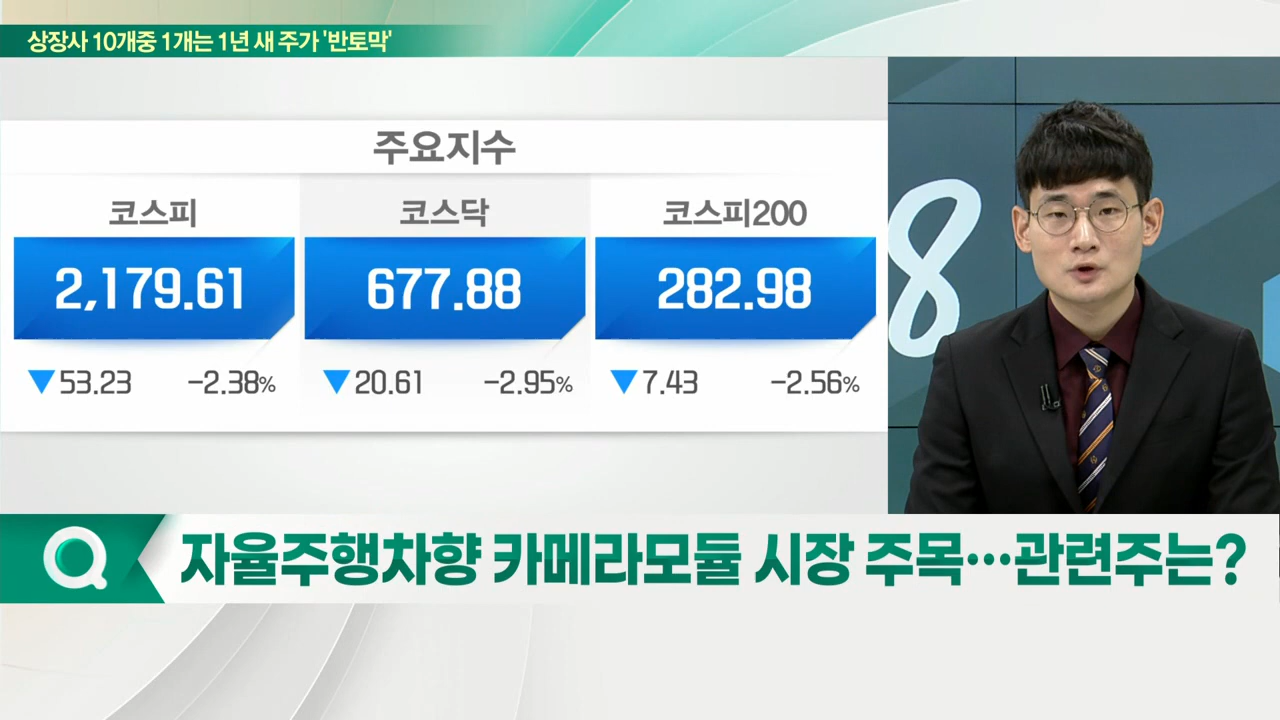 상장사 10개중 1개는 1년 새 주가 '반토막'
주요지수
코스피 코스닥 코스피200
2,179.61 677.88 282.98
▼53.23 -2.38% ▼20.61 -2.95% ▼7.43 -2.56%
8
Q 자율주행차향 카메라모듈 시장 주목…관련주는?